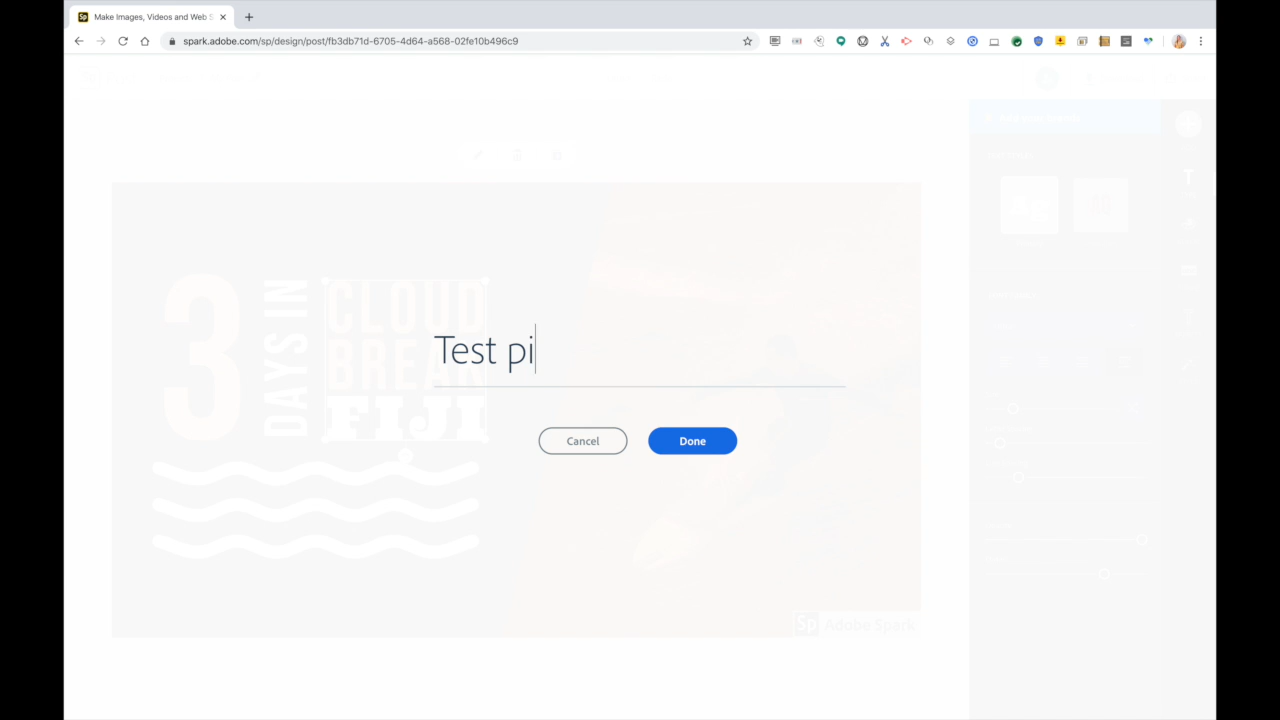 Make Images, Videos and Web S
spark.adobe.com/sp/design/post/fb3db71d-6705-4d64-a568-02fe10b496c9
3
DAYS IN
CLOUD
BREAK
FIJI
Test pi
Cancel
Done
Sp Adobe Spark